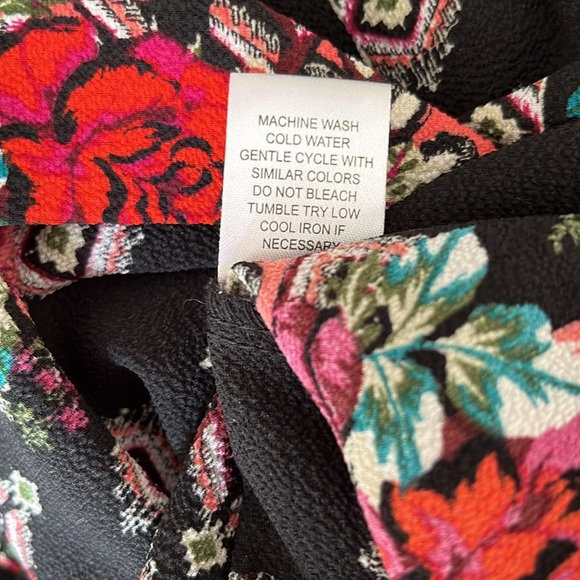 MACHINE WASH
COLD WATER
GENTLE CYCLE WITH
SIMILAR COLORS
DO NOT BLEACH
TUMBLE TRY LOW
COOL IRON IF
NECESSARY